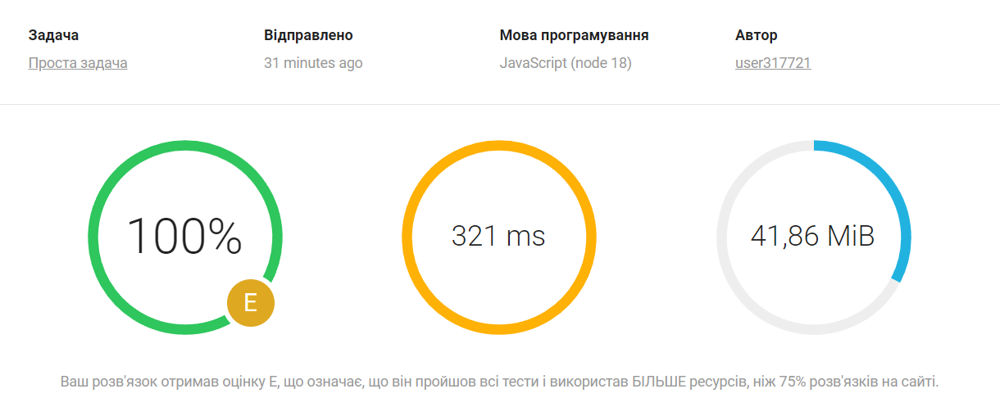 Задача Відправлено Мова програмування Автор
Проста задача 31 minutes ago JavaScript (node 18) user317721
100% 321 ms 41,86 MiB
E
Ваш розв'язок отримав оцінку E, що означає, що він пройшов всі тести і використав БІЛЬШЕ ресурсів, ніж 75% розв'язків на сайті.